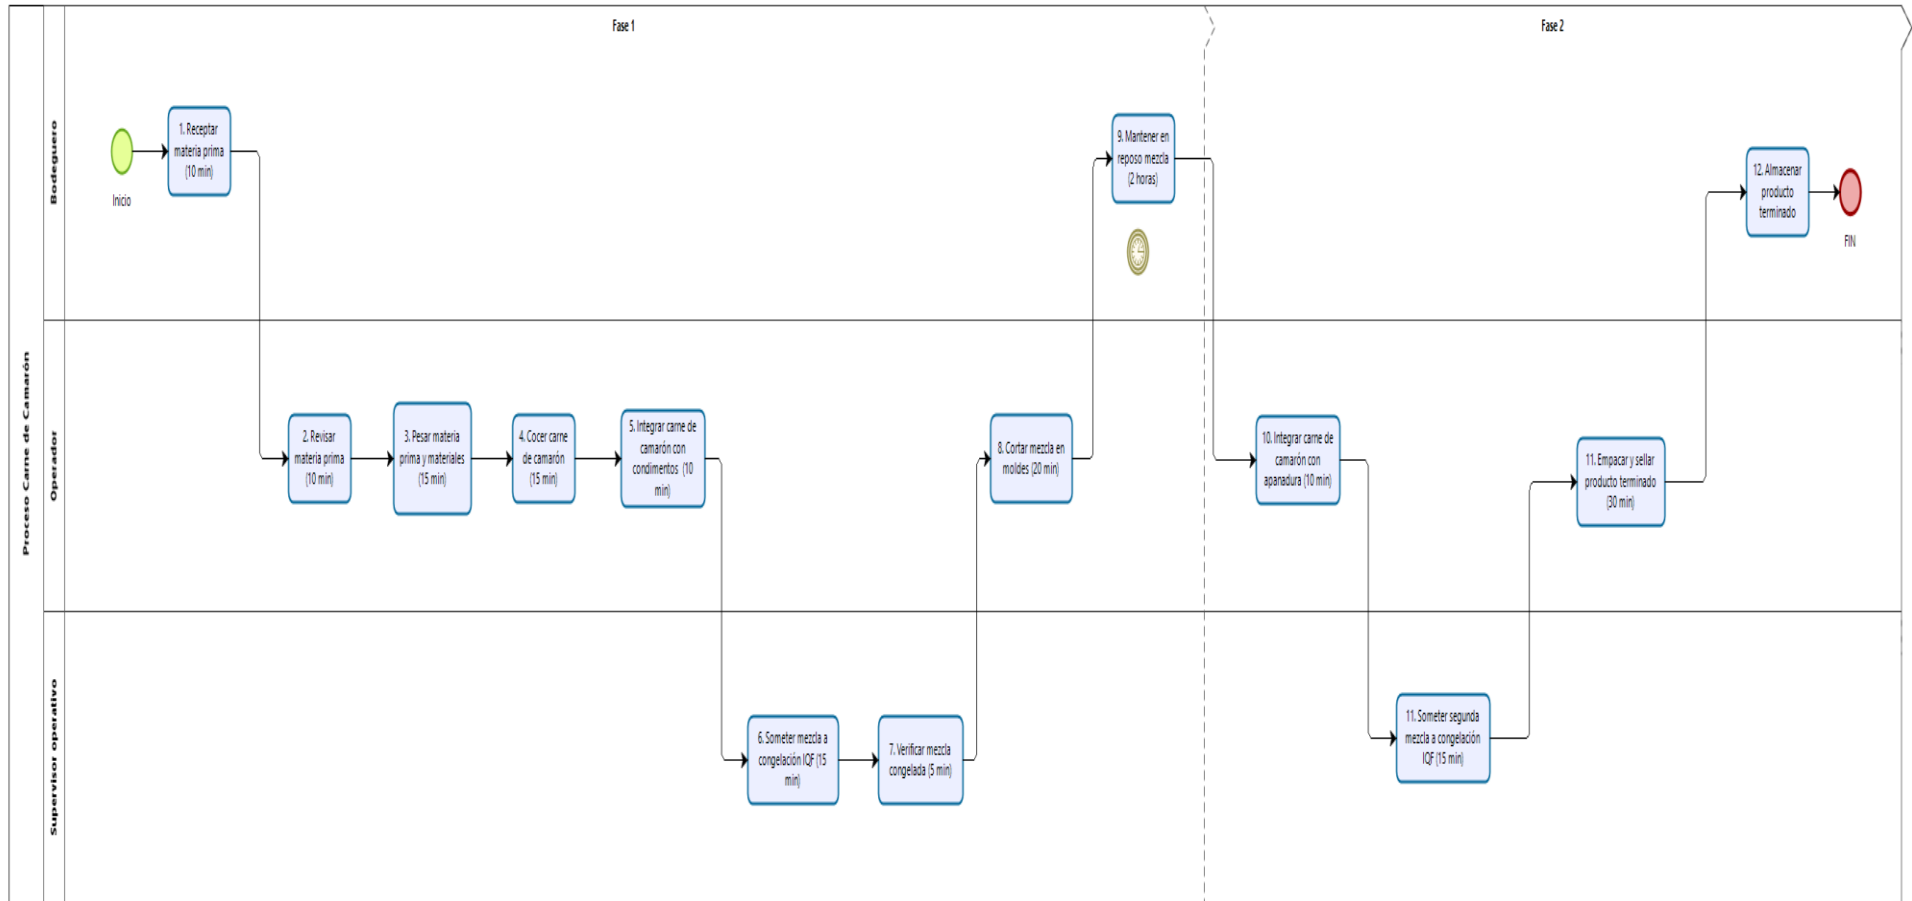 Fase 1
Fase 2
Proceso Carne de Camarón
Bodeguero
Inicio
1. Receptar
materia prima
(10 min)
9. Mantener en
reposo mezcla
(2 horas)
12. Almacenar
producto
terminado
FIN
Operador
2. Revisar
materia prima
(10 min)
3. Pesar materia
prima y materiales
(15 min)
4. Cocer carne
de camarón
(15 min)
5. Integrar carne de
camarón con
condimentos (10
min)
8. Cortar mezcla en
moldes (20 min)
10. Integrar carne de
camarón con
apanadura (10 min)
11. Empacar y sellar
producto terminado
(30 min)
Supervisor operativo
6. Someter mezcla a
congelación IQF (15
min)
7. Verificar mezcla
congelada (5 min)
11. Someter segunda
mezcla a congelación
IQF (15 min)